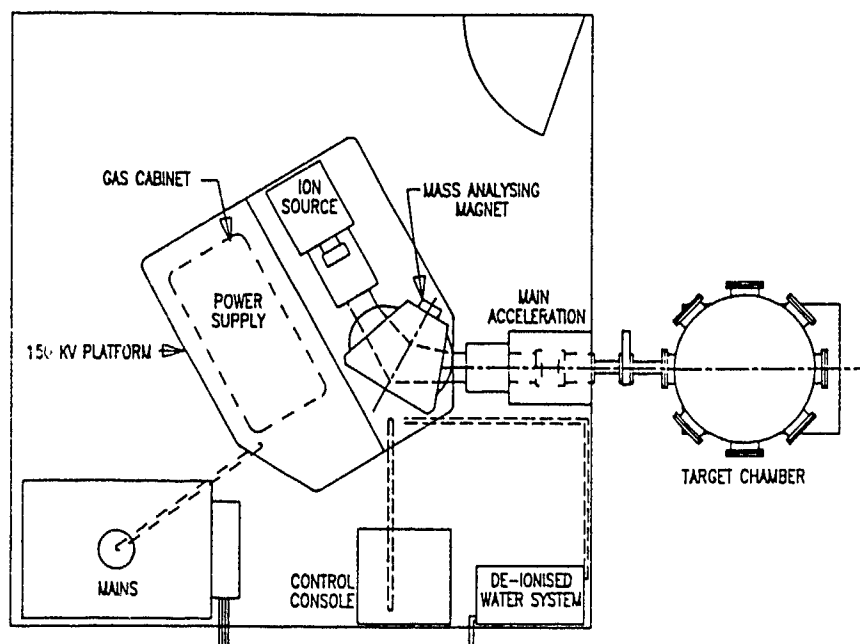 GAS CABINET
ION
SOURCE
MASS ANALYSING
MAGNET
POWER
SUPPLY
MAIN
ACCELERATION
150 KV PLATFORM
TARGET CHAMBER
MAINS
CONTROL
CONSOLE
DE-IONISED
WATER SYSTEM